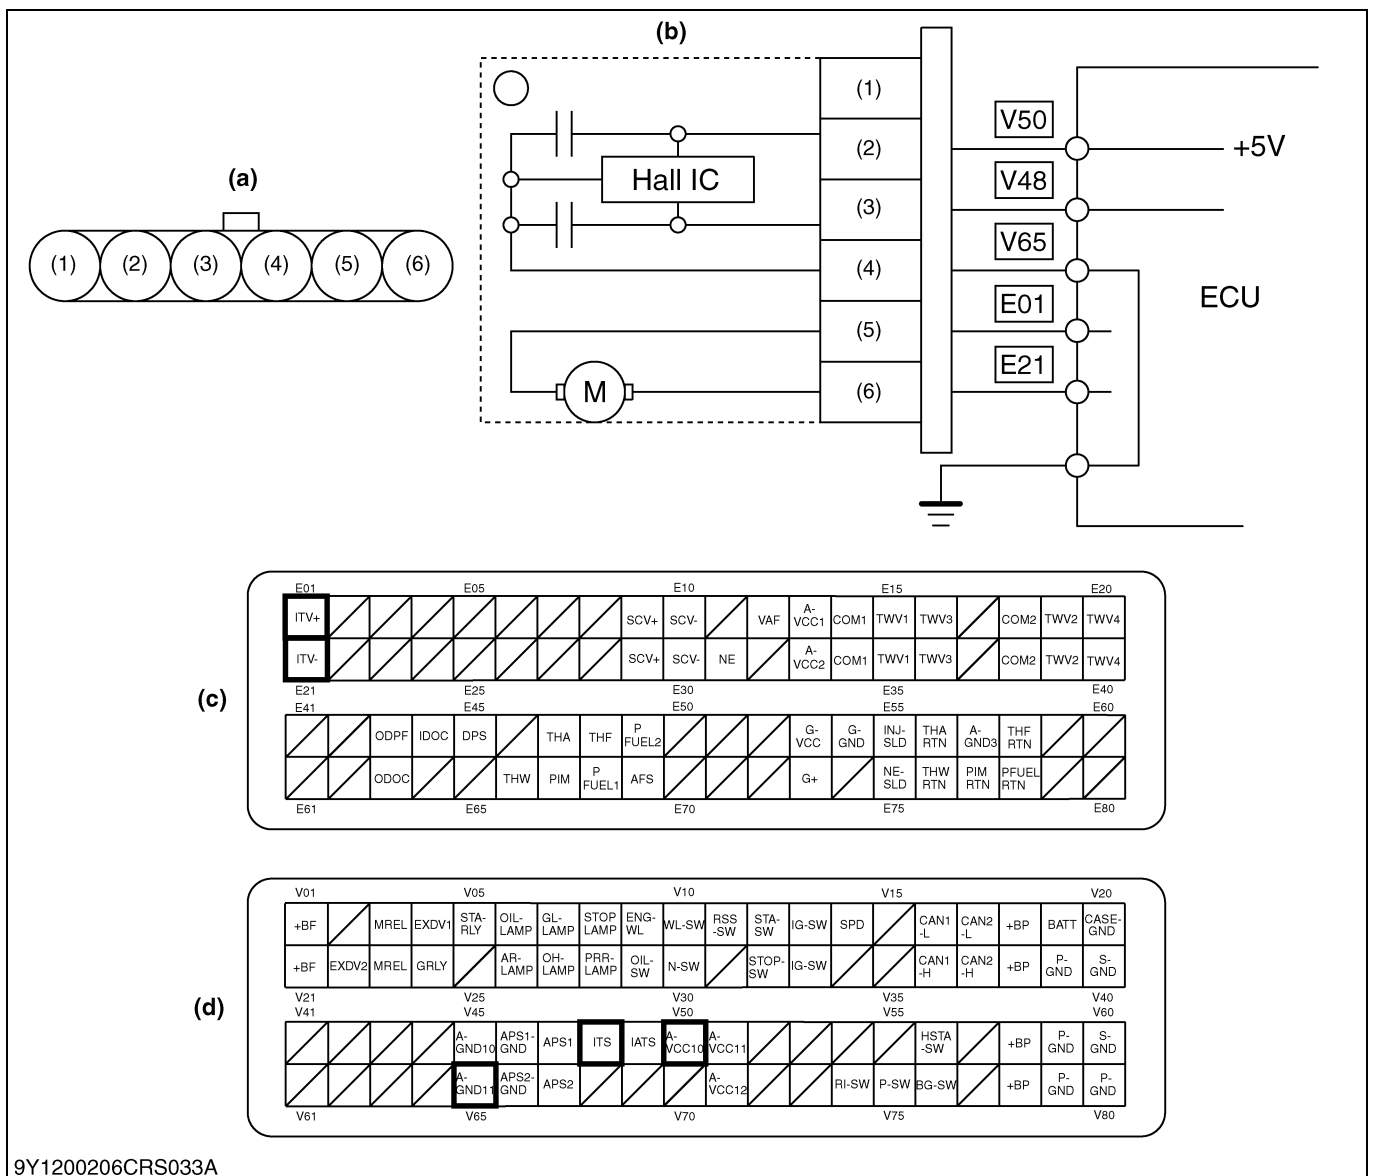 (b)
(a)
(1) (2) (3) (4) (5) (6)
(1)
(2)
(3)
(4)
(5)
(6)
Hall IC
M
V50
+5V
V48
V65
E01
ECU
E21
(c)
E01 E05 E10 E15 E20
ITV+ SCV+ SCV- VAF A-VCC1 COM1 TWV1 TWV3 COM2 TWV2 TWV4
ITV- SCV+ SCV- NE A-VCC2 COM1 TWV1 TWV3 COM2 TWV2 TWV4
E21 E25 E30 E35 E40
E41 E45 E50 E55 E60
ODPF IDOC DPS THA THF P FUEL2 G-VCC G-GND INJ-SLD THA RTN A-GND3 THF RTN
ODOC THW PIM P FUEL1 AFS G+ NE-SLD THW RTN PIM RTN PFUEL RTN
E61 E65 E70 E75 E80
(d)
V01 V05 V10 V15 V20
+BF MREL EXDV1 STA-RLY OIL-LAMP GL-LAMP STOP LAMP ENG-WL WL-SW RSS-SW STA-SW IG-SW SPD CAN1-L CAN2-L +BP BATT CASE-GND
+BF EXDV2 MREL GRLY AR-LAMP OH-LAMP PRR-LAMP OIL-SW N-SW STOP-SW IG-SW CAN1-H CAN2-H +BP P-GND S-GND
V21 V25 V30 V35 V40
V41 V45 V50 V55 V60
A-GND10 APS1-GND APS1 ITS IATS A-VCC10 A-VCC11 HSTA-SW +BP P-GND S-GND
A-GND11 APS2-GND APS2 A-VCC12 RI-SW P-SW BG-SW +BP P-GND P-GND
V61 V65 V70 V75 V80
9Y1200206CRS033A